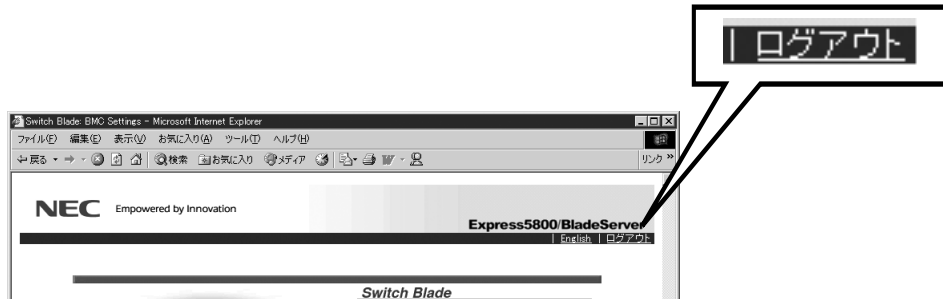 | ログアウト
Switch Blade: BMC Settings - Microsoft Internet Explorer
ファイル(F) 編集(E) 表示(V) お気に入り(A) ツール(T) ヘルプ(H)
戻る 検索 お気に入り メディア リンク »
NEC Empowered by Innovation
Express5800/BladeServer
| English | ログアウト
Switch Blade